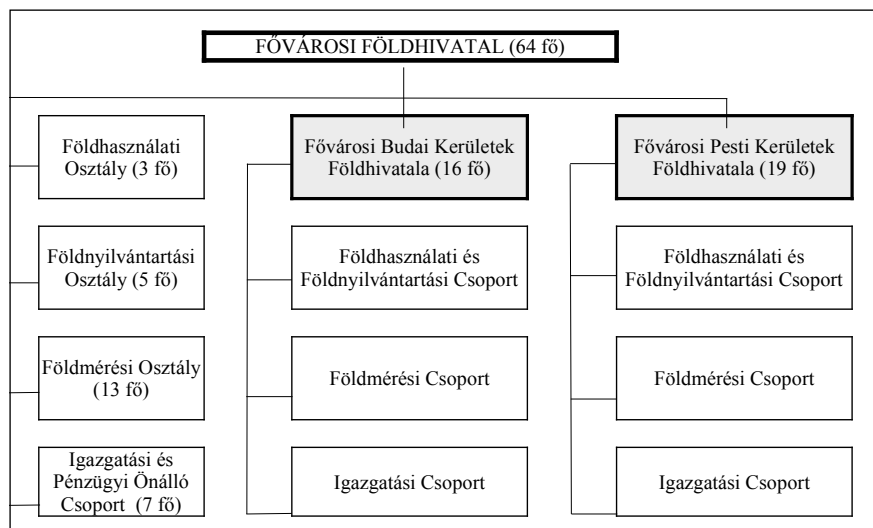 FŐVÁROSI FÖLDHIVATAL (64 fő)
Földhasználati
Osztály (3 fő)
Földnyilvántartási
Osztály (5 fő)
Földmérési Osztály
(13 fő)
Igazgatási és
Pénzügyi Önálló
Csoport (7 fő)
Fővárosi Budai Kerületek
Földhivatala (16 fő)
Földhasználati és
Földnyilvántartási Csoport
Földmérési Csoport
Igazgatási Csoport
Fővárosi Pesti Kerületek
Földhivatala (19 fő)
Földhasználati és
Földnyilvántartási Csoport
Földmérési Csoport
Igazgatási Csoport